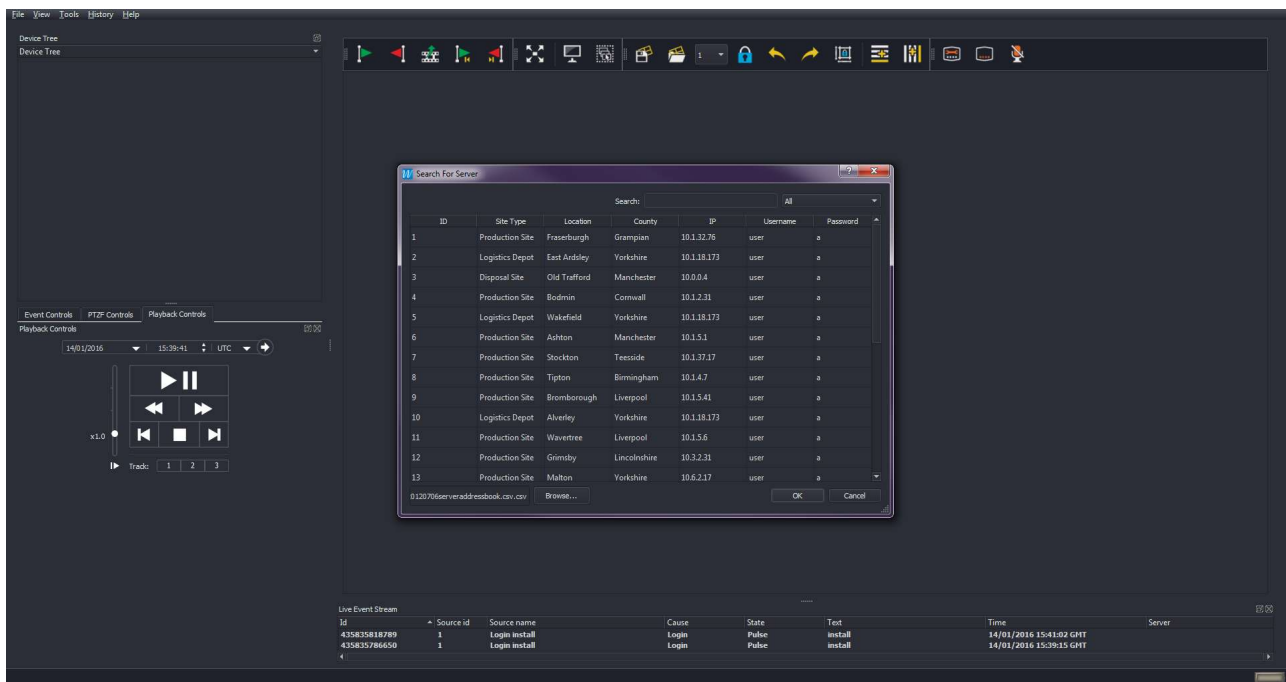 File View Tools History Help
Device Tree
Device Tree
1
Search For Server
Search: All
ID Site Type Location County IP Username Password
1 Production Site Fraserburgh Grampian 10.1.32.76 user a
2 Logistics Depot East Ardsley Yorkshire 10.1.18.173 user a
3 Disposal Site Old Trafford Manchester 10.0.0.4 user a
4 Production Site Bodmin Cornwall 10.1.2.31 user a
5 Logistics Depot Wakefield Yorkshire 10.1.18.173 user a
6 Production Site Ashton Manchester 10.1.5.1 user a
7 Production Site Stockton Teesside 10.1.37.17 user a
8 Production Site Tipton Birmingham 10.1.4.7 user a
9 Production Site Bromborough Liverpool 10.1.5.41 user a
10 Logistics Depot Alverley Yorkshire 10.1.18.173 user a
11 Production Site Wavertree Liverpool 10.1.5.6 user a
12 Production Site Grimsby Lincolnshire 10.3.2.31 user a
13 Production Site Malton Yorkshire 10.6.2.17 user a
0120706serveraddressbook.csv.csv Browse... OK Cancel
Event Controls PTZF Controls Playback Controls
Playback Controls
14/01/2016 15:39:41 UTC
x1.0
Track: 1 2 3
Live Event Stream
Id Source id Source name Cause State Text Time Server
435835818789 1 Login install Login Pulse install 14/01/2016 15:41:02 GMT
435835786650 1 Login install Login Pulse install 14/01/2016 15:39:15 GMT